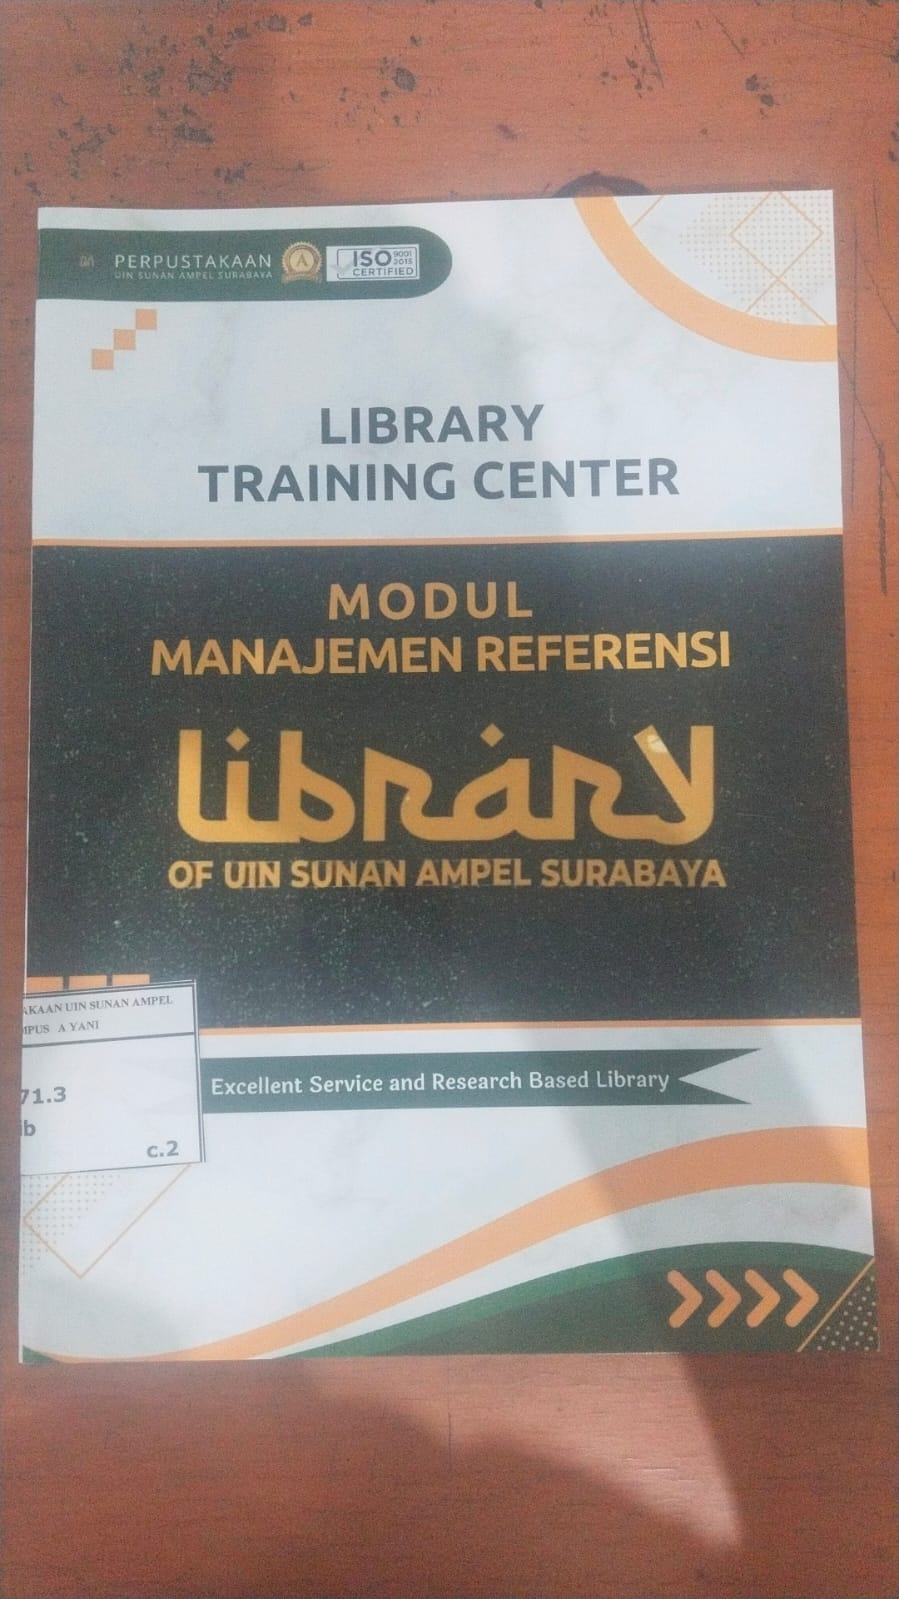 PERPUSTAKAAN
UIN SUNAN AMPEL SURABAYA
A
ISO 9001 2015
CERTIFIED
LIBRARY
TRAINING CENTER
MODUL
MANAJEMEN REFERENSI
library
OF UIN SUNAN AMPEL SURABAYA
AKAAN UIN SUNAN AMPEL
MPUS A YANI
71.3
ib
c.2
Excellent Service and Research Based Library